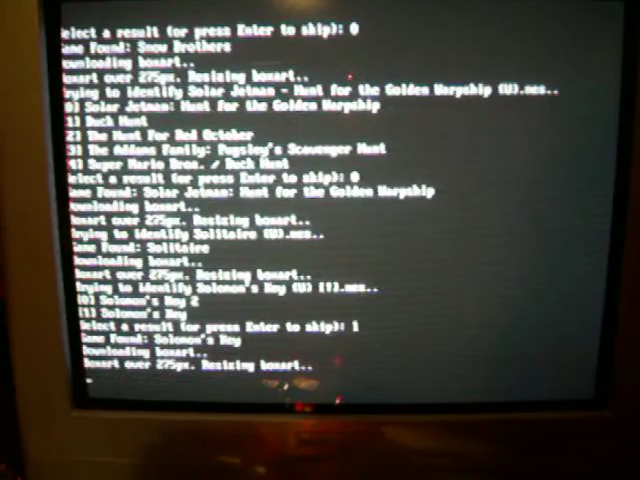 elect a result (or press Enter to skip): 0
ame Found: Snow Brothers
ownloading boxart..
oxart over 275px. Resizing boxart..
rying to identify Solar Jetman - Hunt for the Golden Warpship (U).nes..
0] Solar Jetman: Hunt for the Golden Warpship
1] Duck Hunt
2] The Hunt For Red October
3] The Addams Family: Pugsley's Scavenger Hunt
4] Super Mario Bros. / Duck Hunt
elect a result (or press Enter to skip): 0
ame Found: Solar Jetman: Hunt for the Golden Warpship
ownloading boxart..
oxart over 275px. Resizing boxart..
rying to identify Solitaire (U).nes..
ame Found: Solitaire
ownloading boxart..
oxart over 275px. Resizing boxart..
Trying to identify Solomon's Key (U) [!].nes..
[0] Solomon's Key 2
[1] Solomon's Key
Select a result (or press Enter to skip): 1
Game Found: Solomon's Key
Downloading boxart..
Boxart over 275px. Resizing boxart..